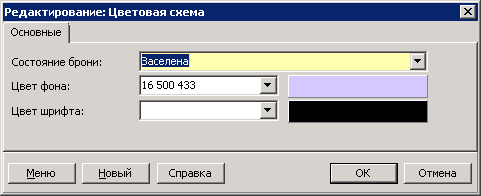 Редактирование: Цветовая схема
Основные
Состояние брони: Заселена
Цвет фона: 16 500 433
Цвет шрифта:
Меню Новый Справка OK Отмена